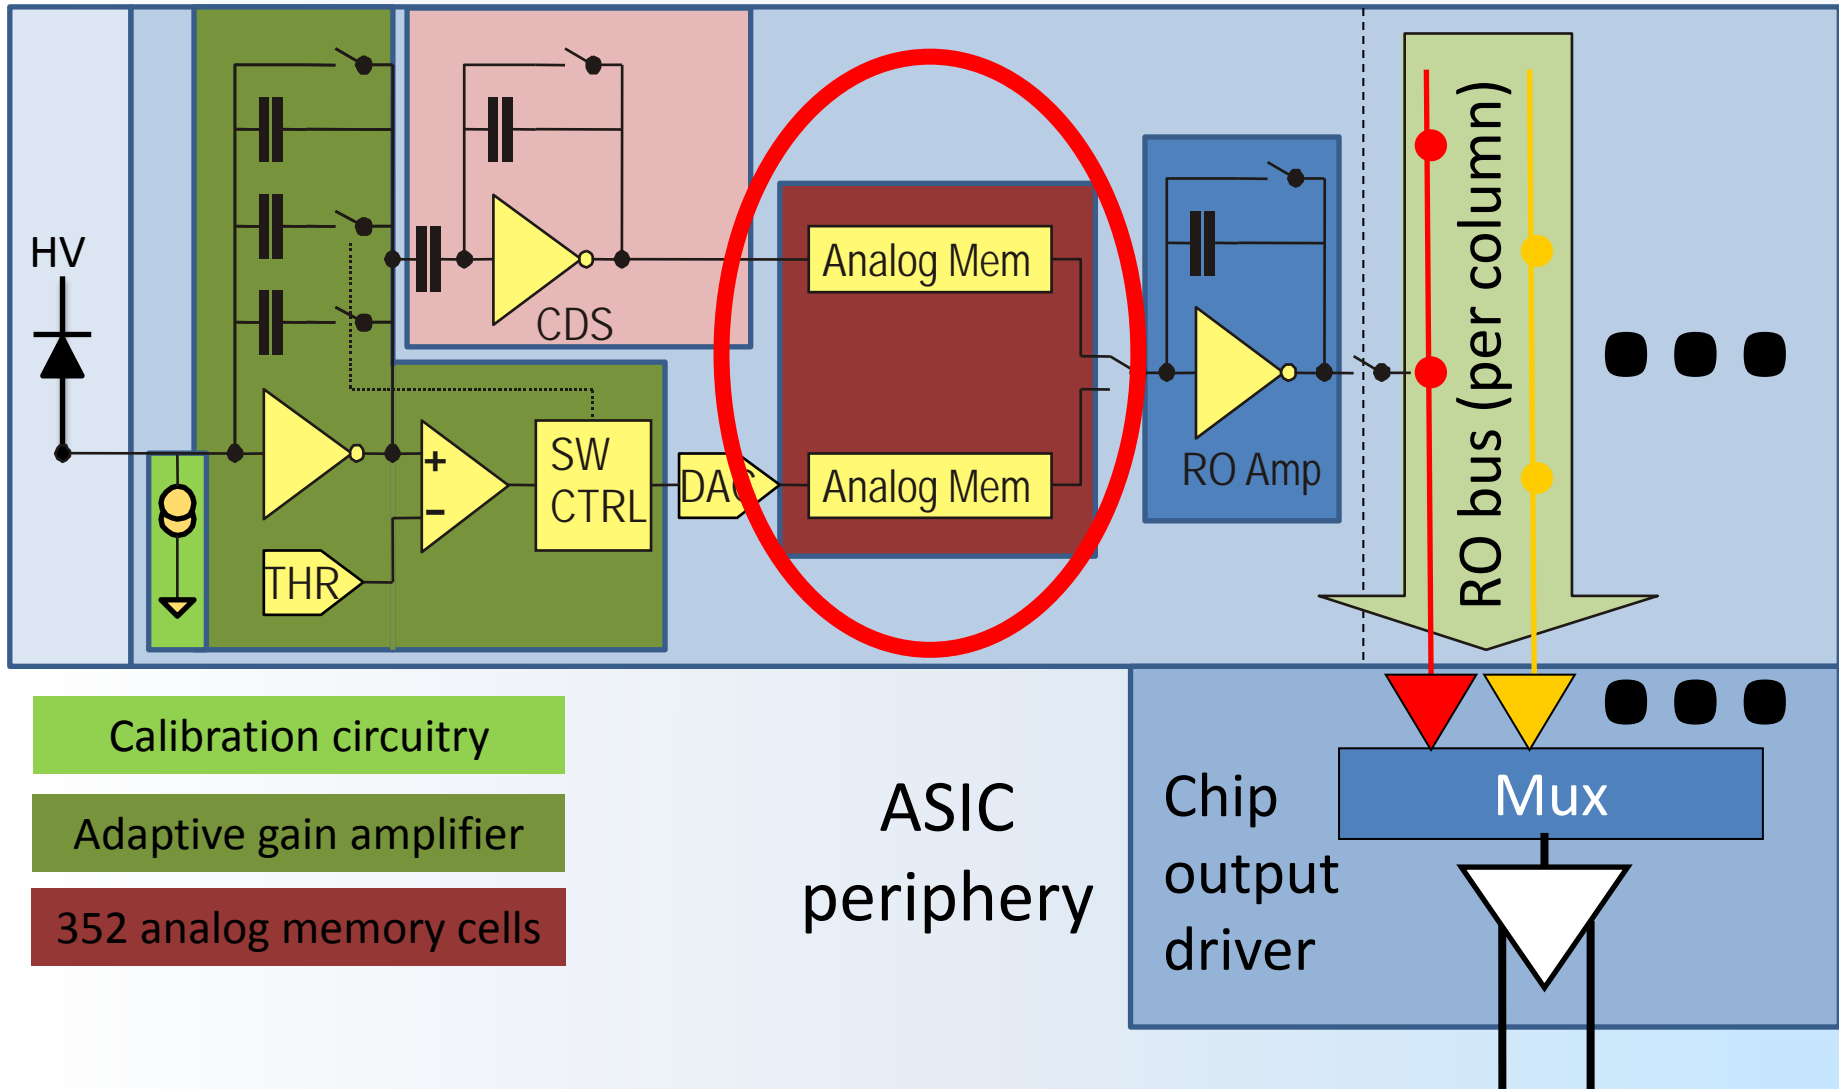 HV
CDS
Analog Mem
Analog Mem
+
−
SW
CTRL
DAC
THR
RO Amp
RO bus (per column)
Calibration circuitry
Adaptive gain amplifier
352 analog memory cells
ASIC
periphery
Chip
output
driver
Mux